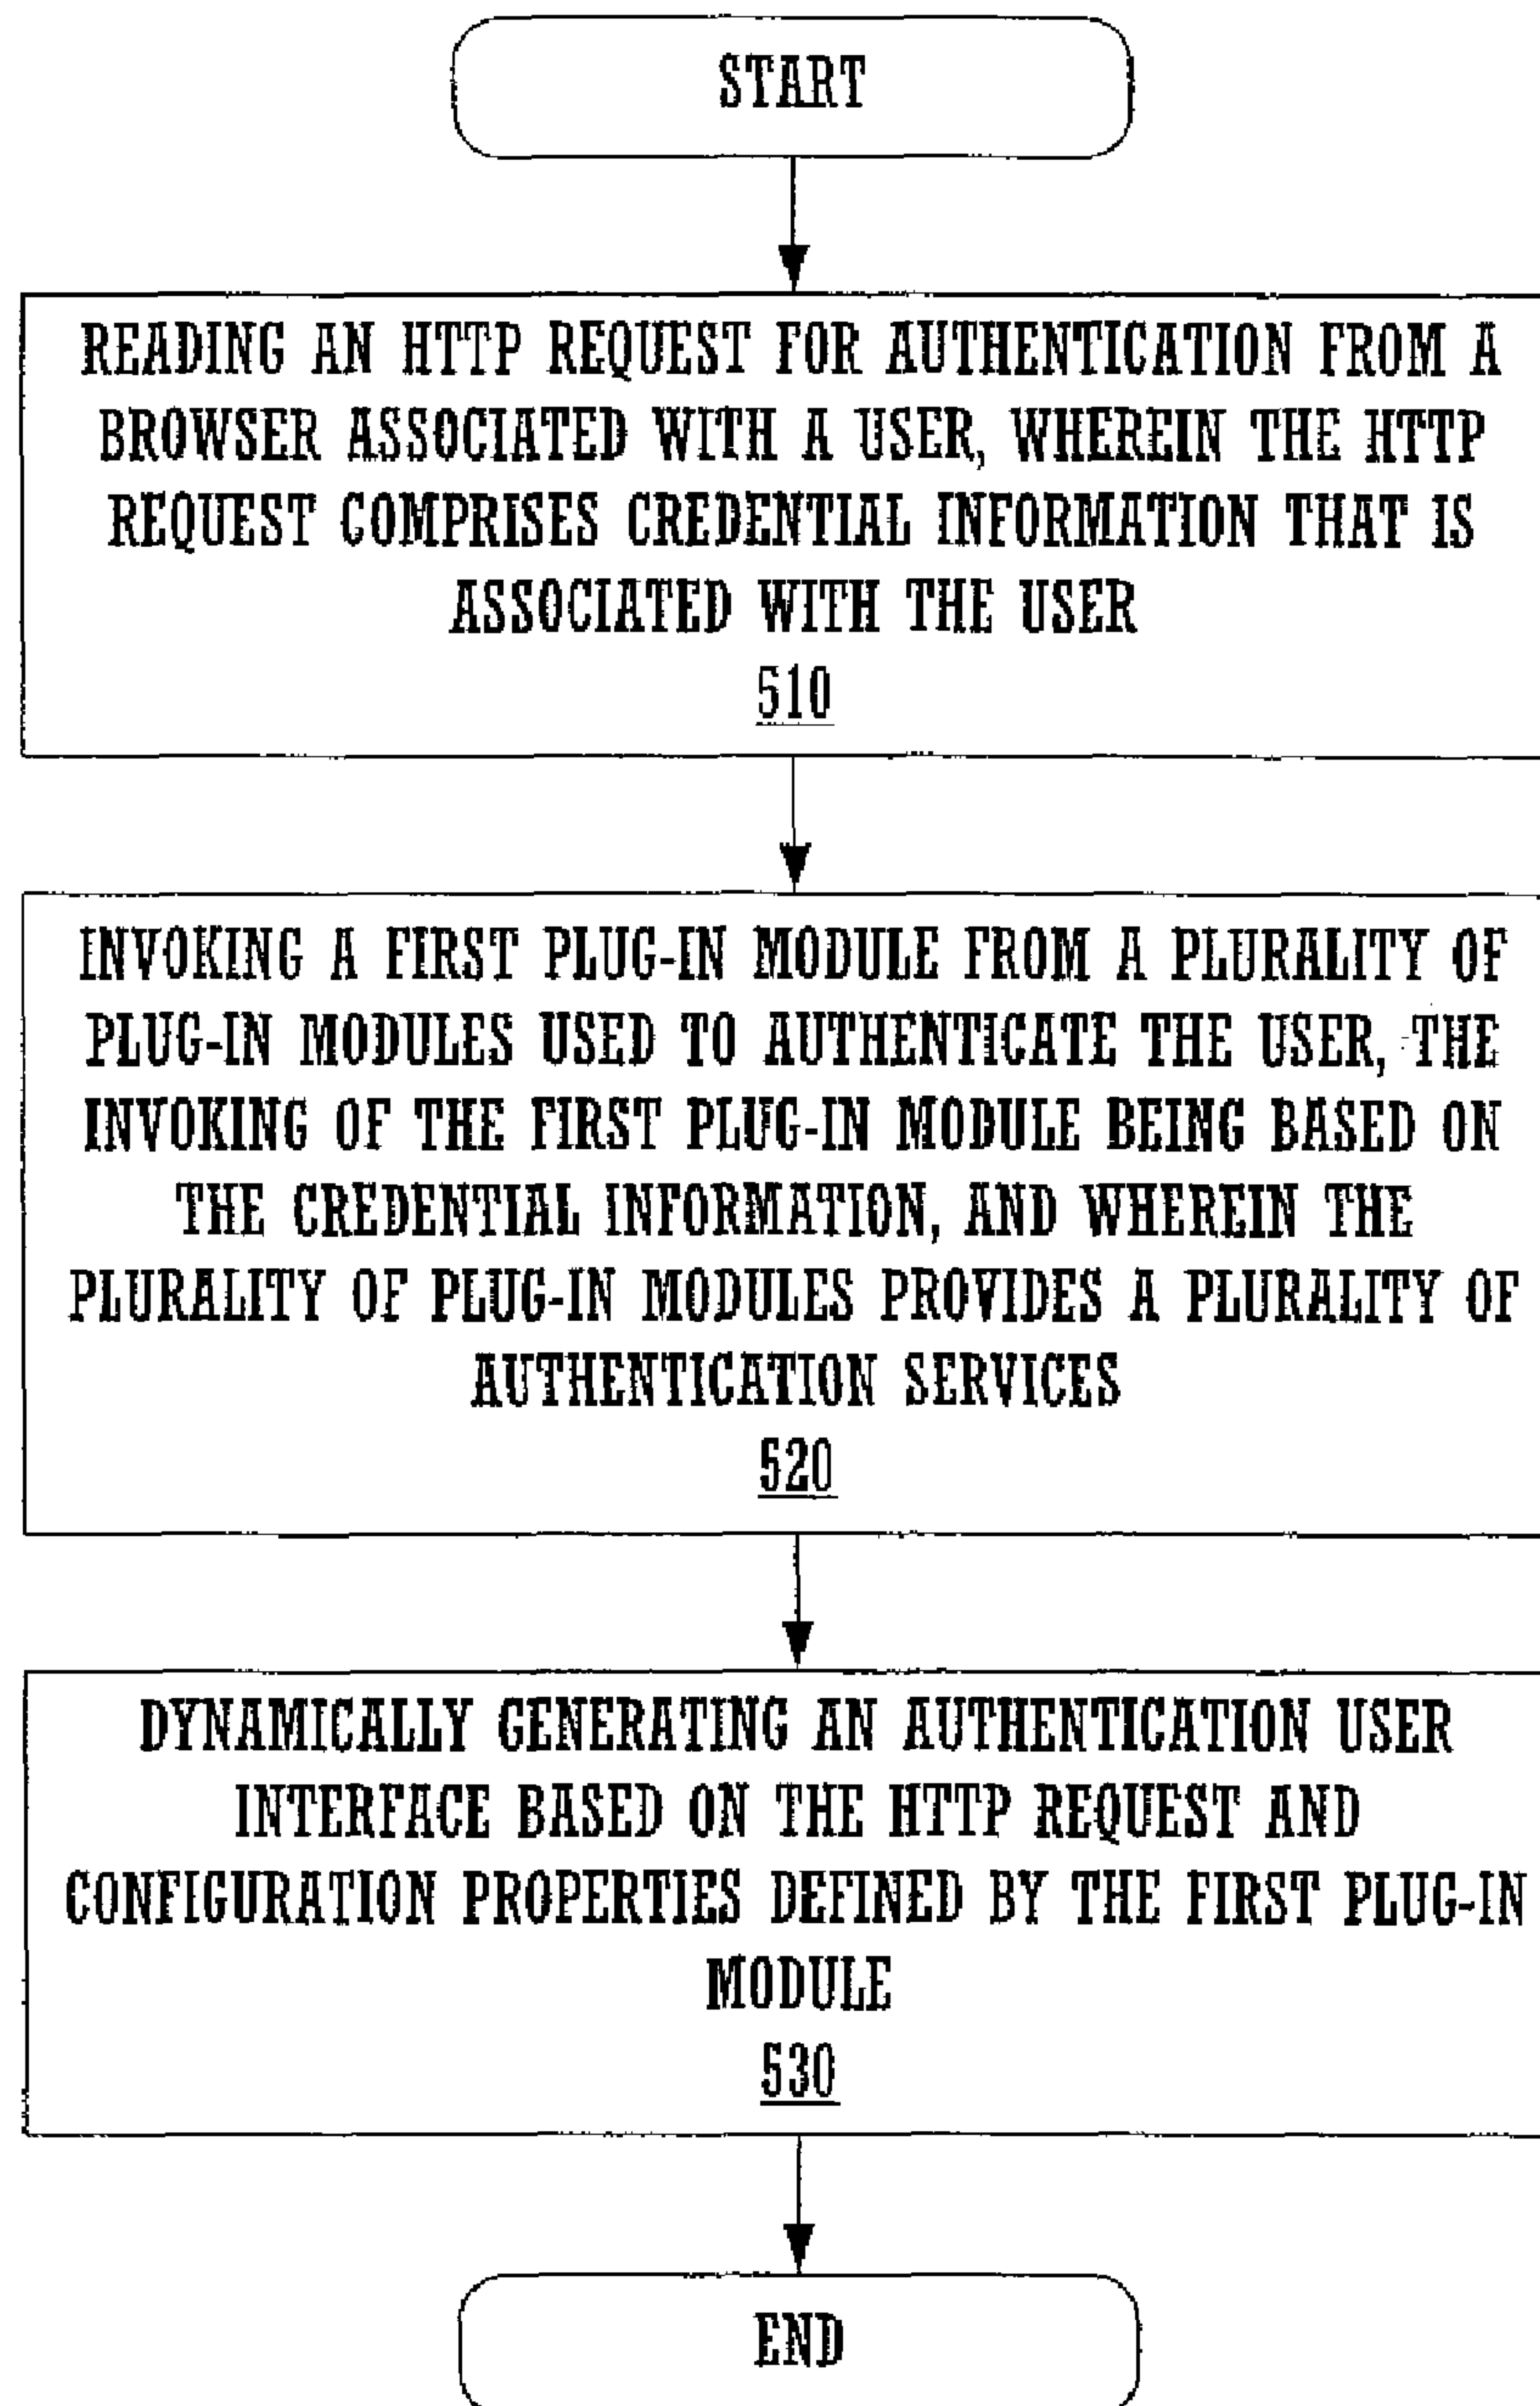 START
READING AN HTTP REQUEST FOR AUTHENTICATION FROM A
BROWSER ASSOCIATED WITH A USER, WHEREIN THE HTTP
REQUEST COMPRISES CREDENTIAL INFORMATION THAT IS
ASSOCIATED WITH THE USER
510
INVOKING A FIRST PLUG-IN MODULE FROM A PLURALITY OF
PLUG-IN MODULES USED TO AUTHENTICATE THE USER, THE
INVOKING OF THE FIRST PLUG-IN MODULE BEING BASED ON
THE CREDENTIAL INFORMATION, AND WHEREIN THE
PLURALITY OF PLUG-IN MODULES PROVIDES A PLURALITY OF
AUTHENTICATION SERVICES
520
DYNAMICALLY GENERATING AN AUTHENTICATION USER
INTERFACE BASED ON THE HTTP REQUEST AND
CONFIGURATION PROPERTIES DEFINED BY THE FIRST PLUG-IN
MODULE
530
END